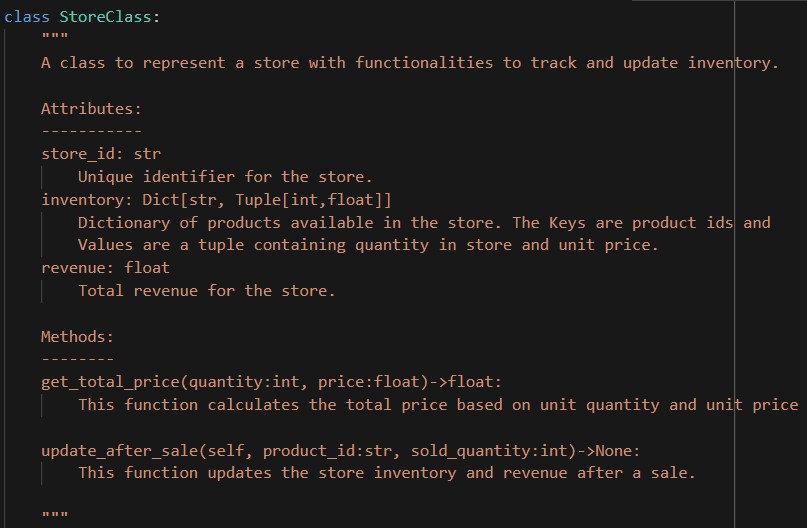 class StoreClass:
"""
A class to represent a store with functionalities to track and update inventory.
Attributes:
-----------
store_id: str
Unique identifier for the store.
inventory: Dict[str, Tuple[int,float]]
Dictionary of products available in the store. The Keys are product ids and
Values are a tuple containing quantity in store and unit price.
revenue: float
Total revenue for the store.
Methods:
--------
get_total_price(quantity:int, price:float)->float:
This function calculates the total price based on unit quantity and unit price
update_after_sale(self, product_id:str, sold_quantity:int)->None:
This function updates the store inventory and revenue after a sale.
"""